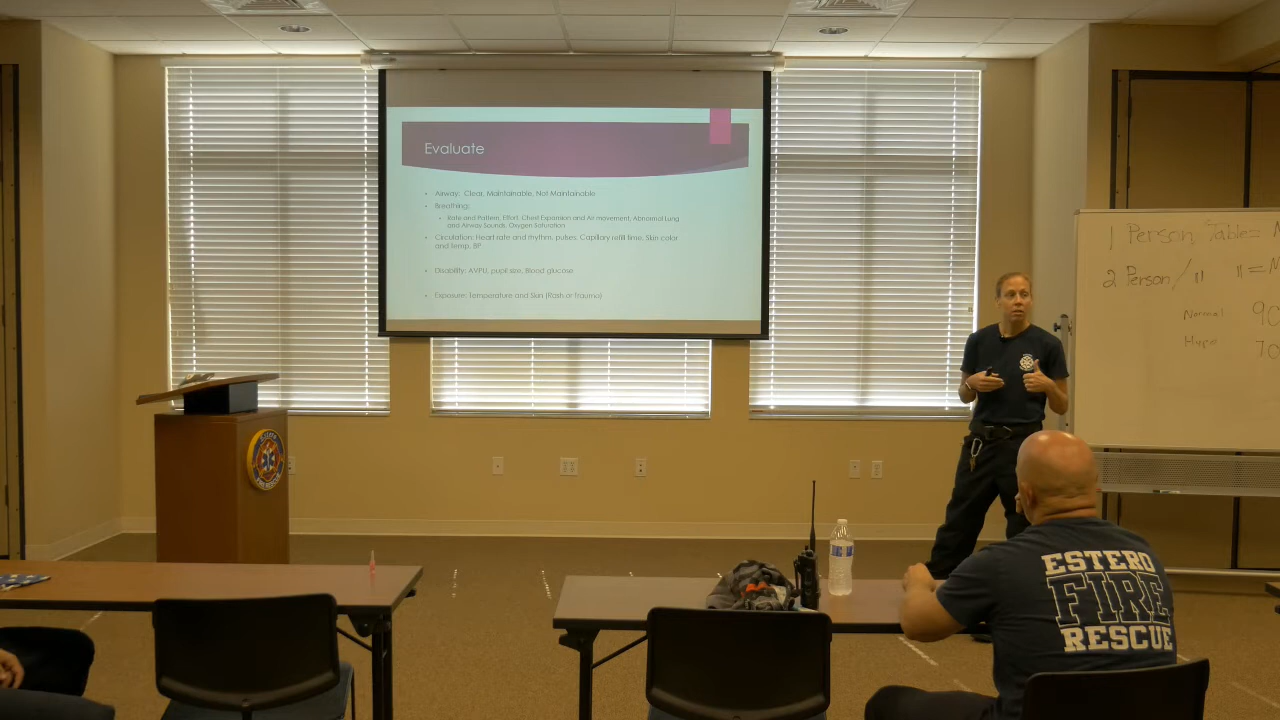 Evaluate
Airway: Clear, Maintainable, Not Maintainable
Breathing:
Rate and Pattern, Effort, Chest Expansion and Air movement, Abnormal Lung
and Airway Sounds, Oxygen Saturation
Circulation: Heart rate and rhythm, pulses, Capillary refill time, Skin color
and temp, BP
Disability: AVPU, pupil size, Blood glucose
Exposure: Temperature and Skin (Rash or Trauma)
1 Person Table = M
2 Person / " " = M
Normal 90
Hypo 70
ESTERO
FIRE
RESCUE